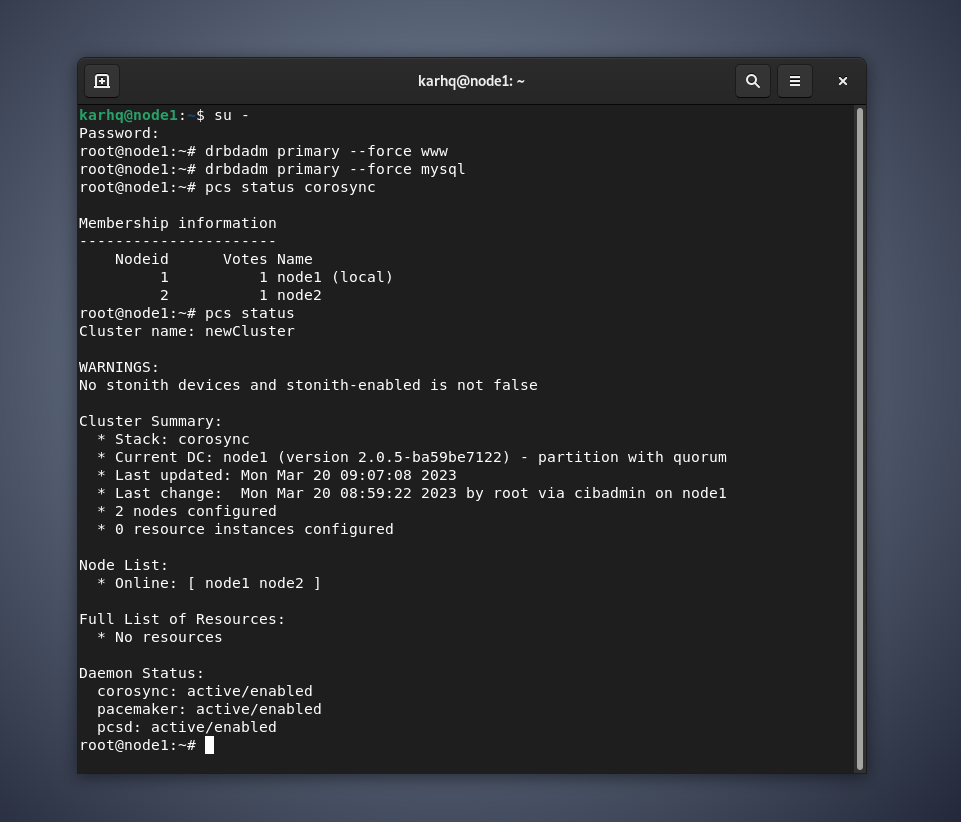 karhq@node1: ~
karhq@node1:~$ su -
Password:
root@node1:~# drbdadm primary --force www
root@node1:~# drbdadm primary --force mysql
root@node1:~# pcs status corosync
Membership information
----------------------
    Nodeid      Votes Name
         1          1 node1 (local)
         2          1 node2
root@node1:~# pcs status
Cluster name: newCluster
WARNINGS:
No stonith devices and stonith-enabled is not false
Cluster Summary:
  * Stack: corosync
  * Current DC: node1 (version 2.0.5-ba59be7122) - partition with quorum
  * Last updated: Mon Mar 20 09:07:08 2023
  * Last change:  Mon Mar 20 08:59:22 2023 by root via cibadmin on node1
  * 2 nodes configured
  * 0 resource instances configured
Node List:
  * Online: [ node1 node2 ]
Full List of Resources:
  * No resources
Daemon Status:
  corosync: active/enabled
  pacemaker: active/enabled
  pcsd: active/enabled
root@node1:~#